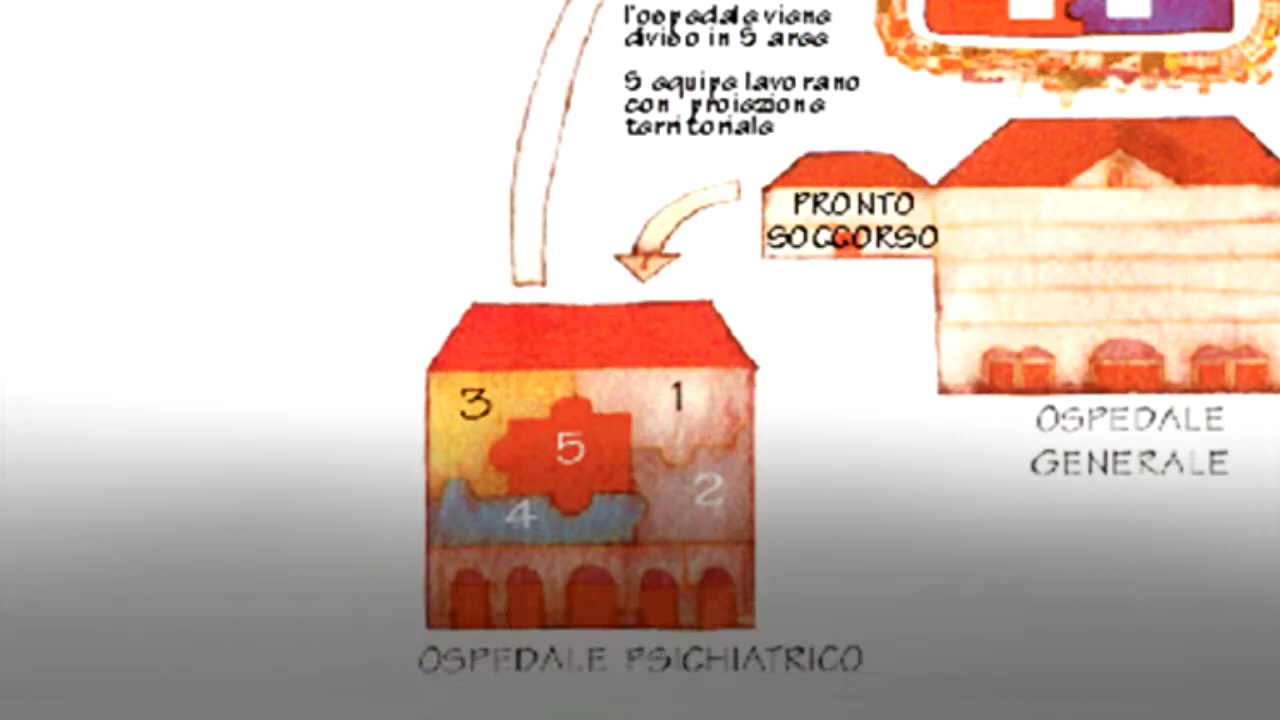 l'ospedale viene
diviso in 5 aree
5 equipe lavorano
con proiezione
territoriale
PRONTO
SOCCORSO
3
1
5
2
4
OSPEDALE
GENERALE
OSPEDALE PSICHIATRICO